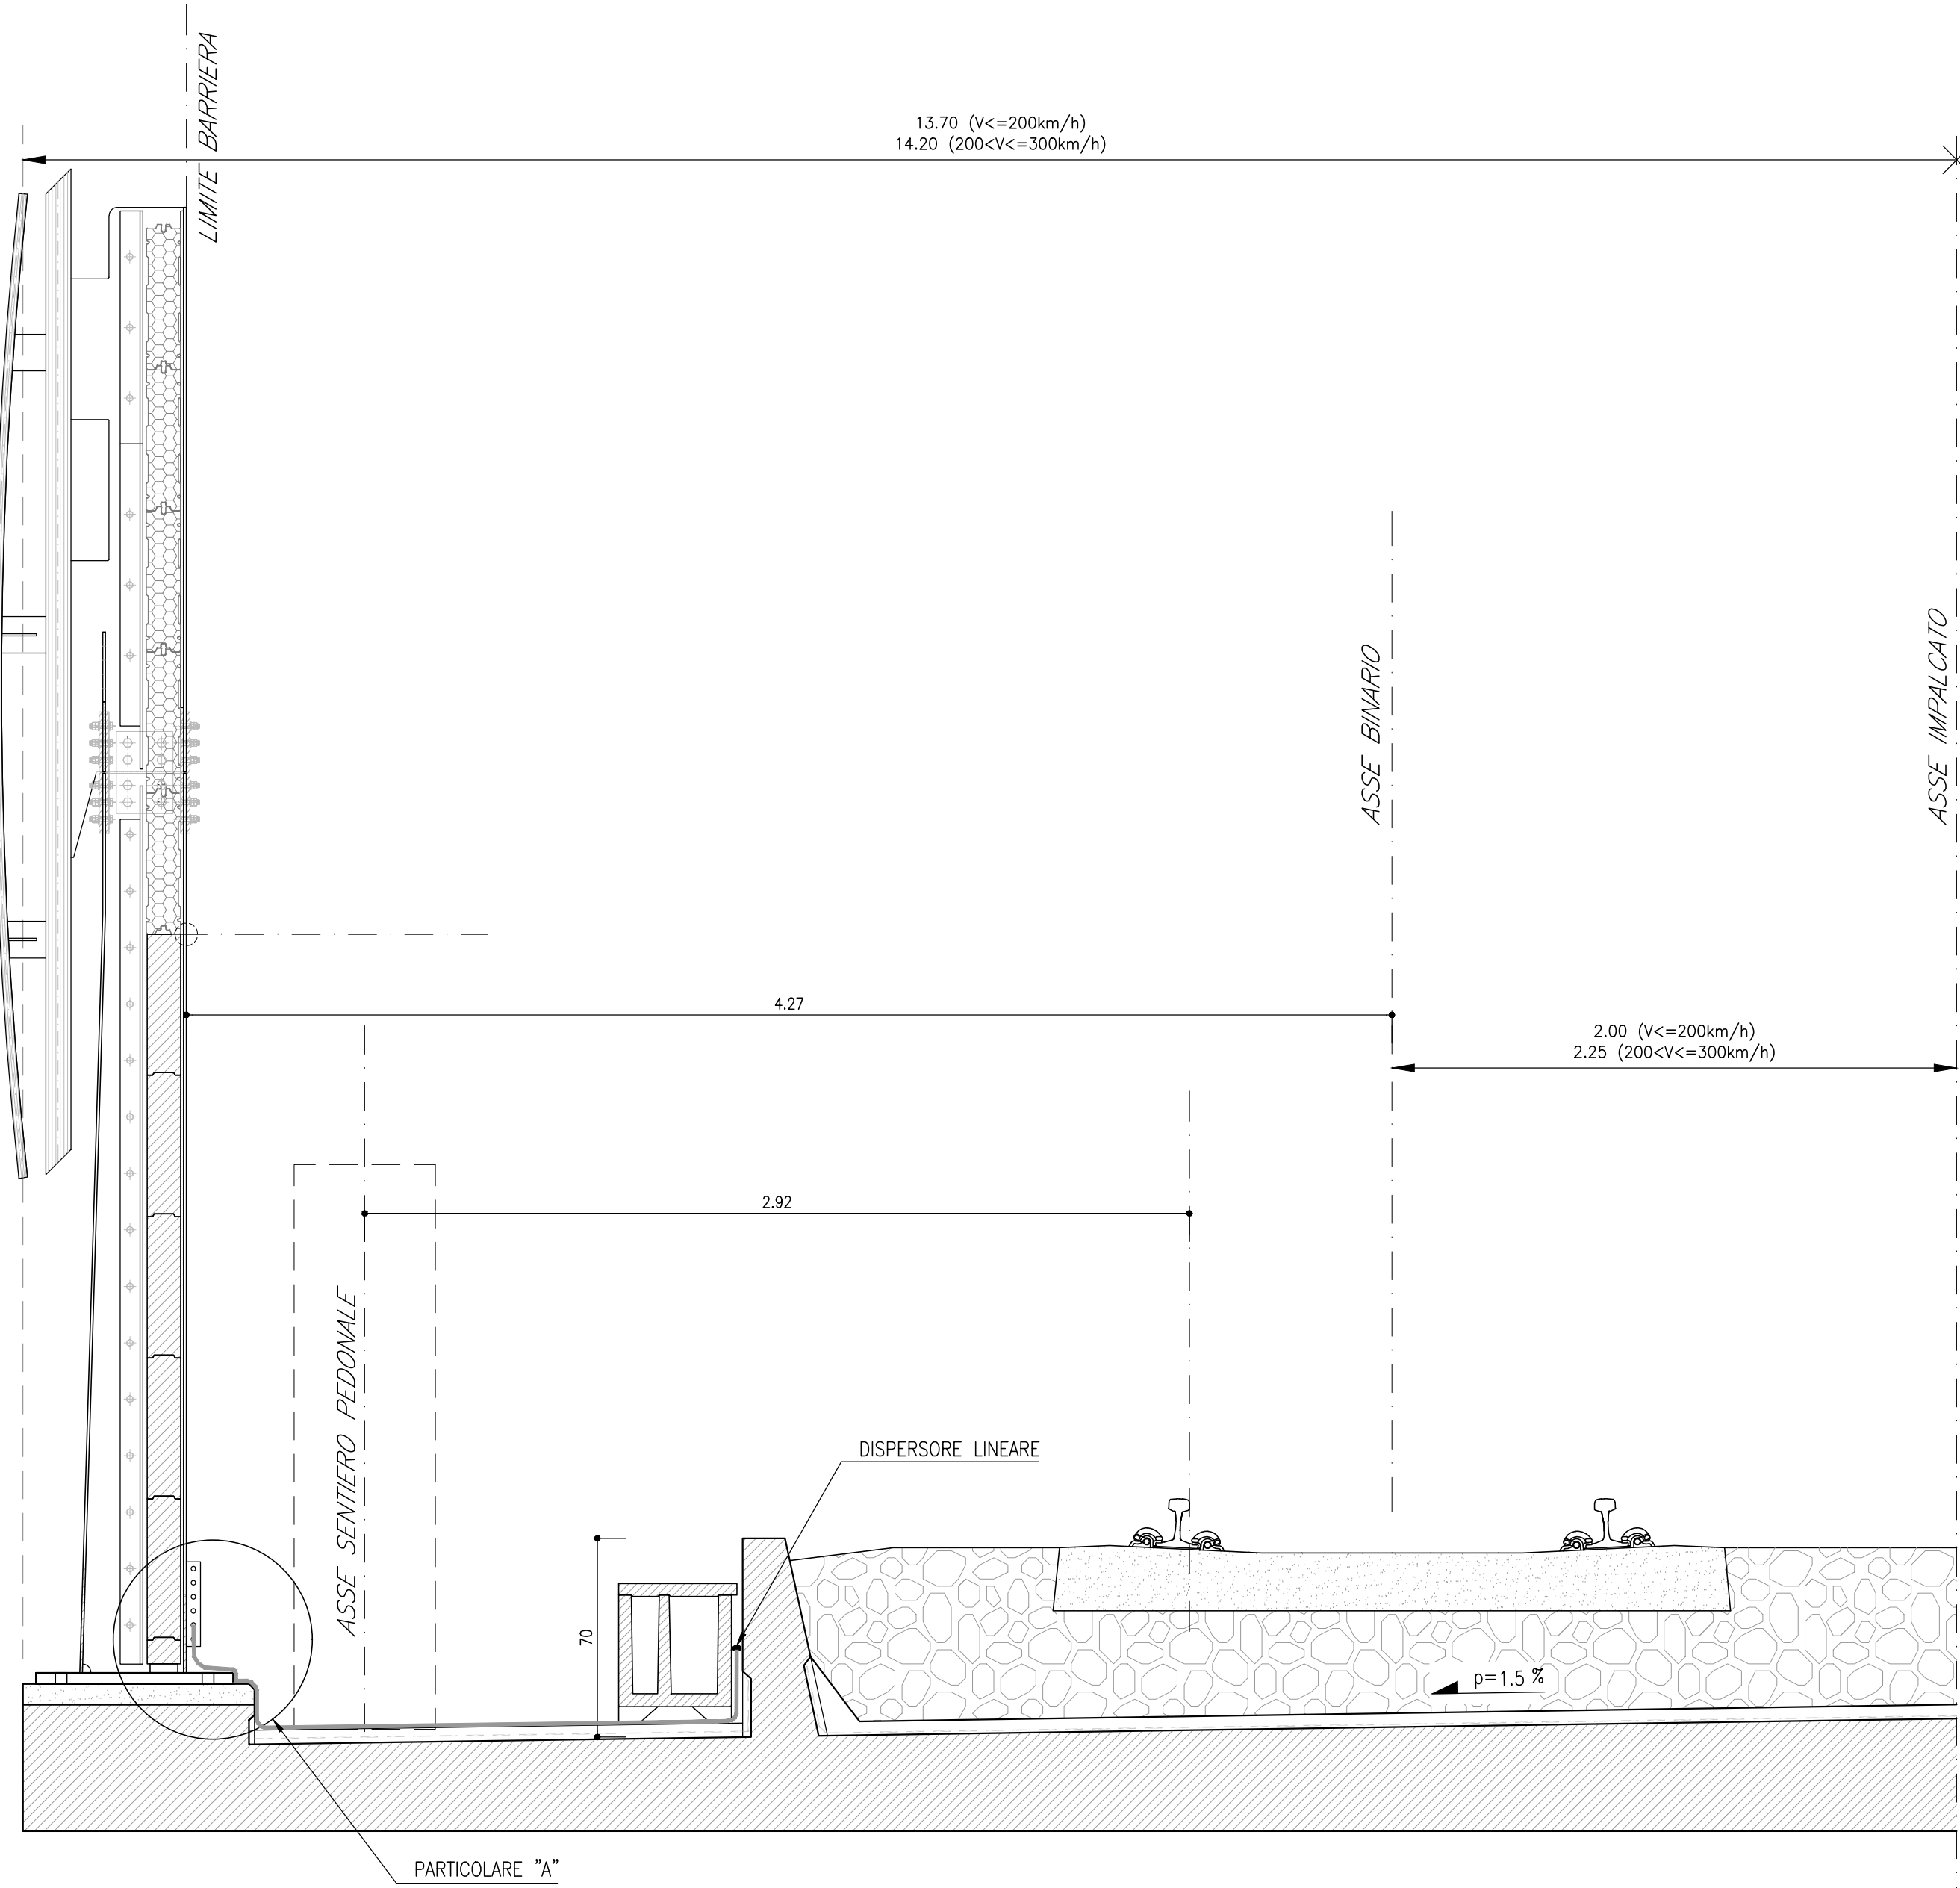 LIMITE BARRIERA
13.70 (V<=200km/h)
14.20 (200<V<=300km/h)
ASSE BINARIO
ASSE IMPALCATO
4.27
2.00 (V<=200km/h)
2.25 (200<V<=300km/h)
2.92
ASSE SENTIERO PEDONALE
DISPERSORE LINEARE
70
p=1.5 %
PARTICOLARE "A"